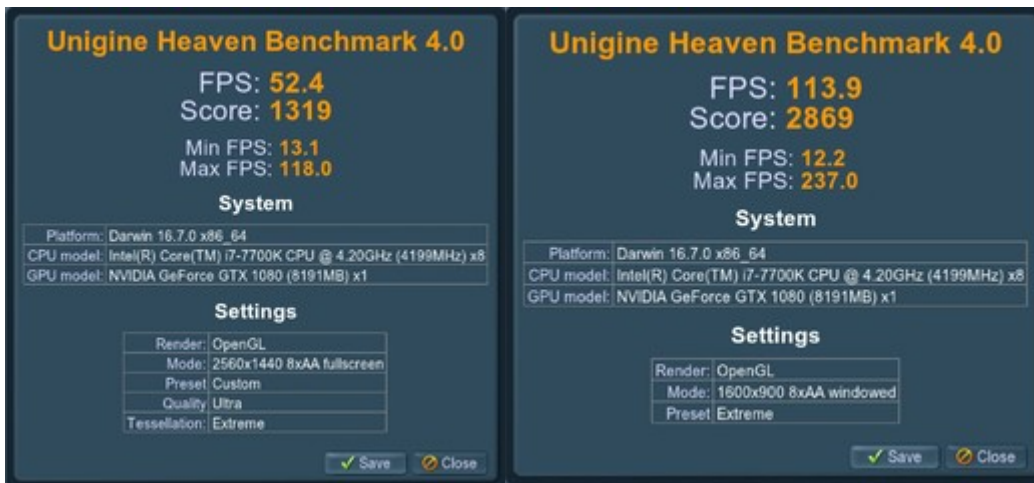 Unigine Heaven Benchmark 4.0
FPS: 52.4
Score: 1319
Min FPS: 13.1
Max FPS: 118.0
System
Platform: Darwin 16.7.0 x86_64
CPU model: Intel(R) Core(TM) i7-7700K CPU @ 4.20GHz (4199MHz) x8
GPU model: NVIDIA GeForce GTX 1080 (8191MB) x1
Settings
Render: OpenGL
Mode: 2560x1440 8xAA fullscreen
Preset Custom
Quality Ultra
Tessellation: Extreme
Save
Close
Unigine Heaven Benchmark 4.0
FPS: 113.9
Score: 2869
Min FPS: 12.2
Max FPS: 237.0
System
Platform: Darwin 16.7.0 x86_64
CPU model: Intel(R) Core(TM) i7-7700K CPU @ 4.20GHz (4199MHz) x8
GPU model: NVIDIA GeForce GTX 1080 (8191MB) x1
Settings
Render: OpenGL
Mode: 1600x900 8xAA windowed
Preset Extreme
Save
Close